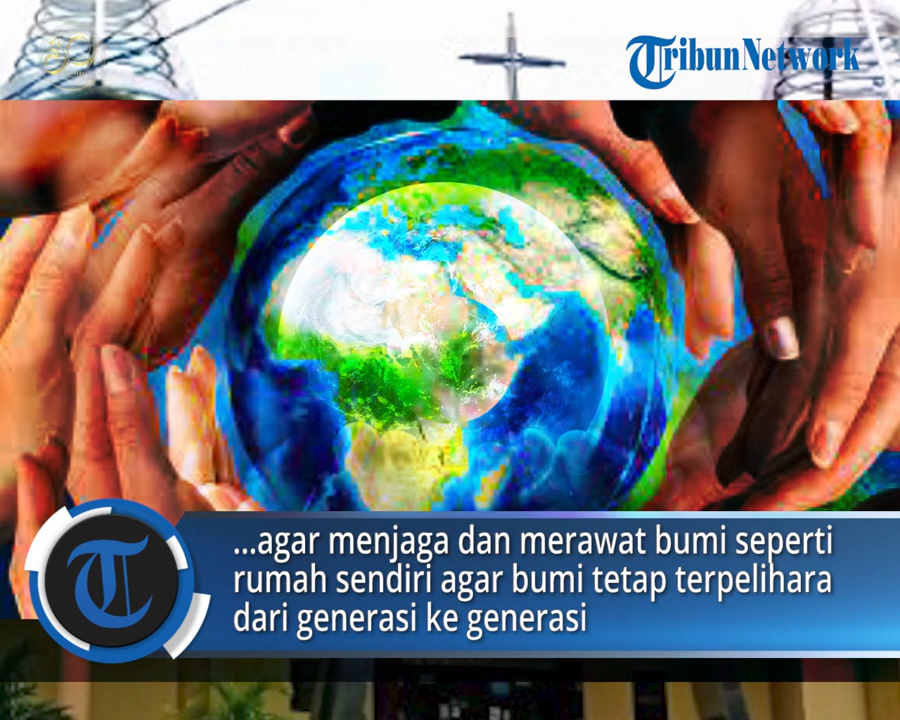 TribunNetwork
...agar menjaga dan merawat bumi seperti
rumah sendiri agar bumi tetap terpelihara
dari generasi ke generasi
T